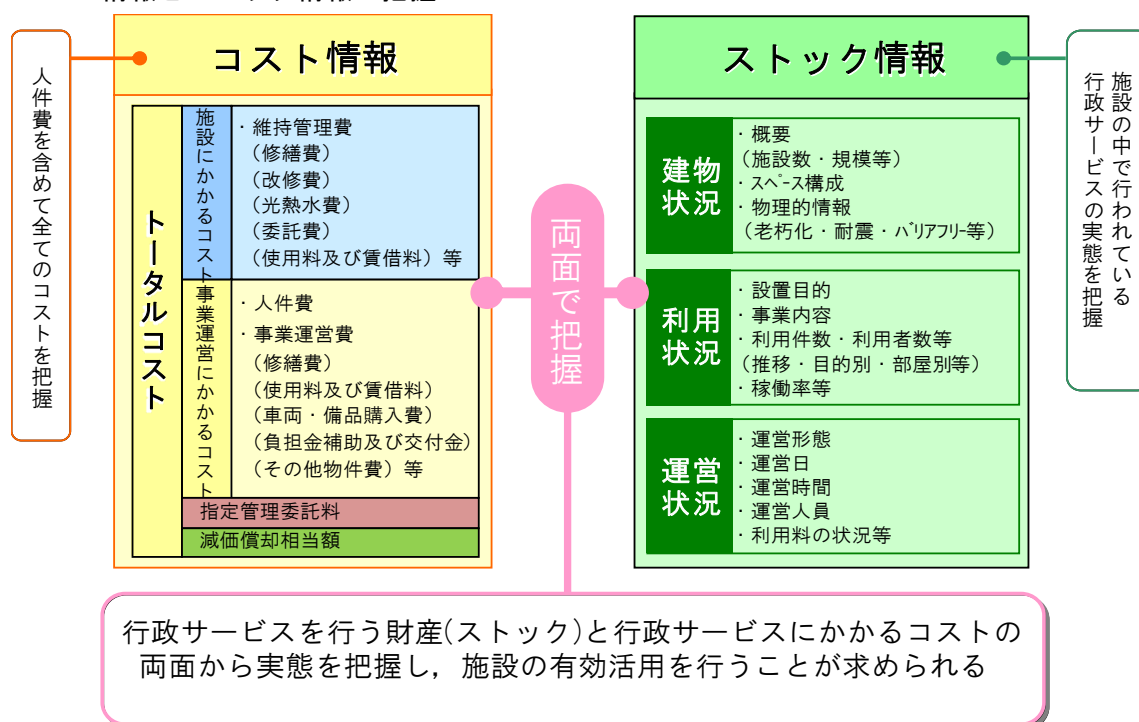 人件費を含めて全てのコストを把握
コスト情報
トータルコスト
施設にかかるコスト
・維持管理費
（修繕費）
（改修費）
（光熱水費）
（委託費）
（使用料及び賃借料）等
事業運営にかかるコスト
・人件費
・事業運営費
（修繕費）
（使用料及び賃借料）
（車両・備品購入費）
（負担金補助及び交付金）
（その他物件費）等
指定管理委託料
減価償却相当額
両面で把握
ストック情報
建物
状況
・概要
（施設数・規模等）
・ｽﾍﾟｰｽ構成
・物理的情報
（老朽化・耐震・ﾊﾞﾘｱﾌﾘｰ等）
利用
状況
・設置目的
・事業内容
・利用件数・利用者数等
（推移・目的別・部屋別等）
・稼働率等
運営
状況
・運営形態
・運営日
・運営時間
・運営人員
・利用料の状況等
施設の中で行われている
行政サービスの実態を把握
行政サービスを行う財産(ストック)と行政サービスにかかるコストの
両面から実態を把握し，施設の有効活用を行うことが求められる